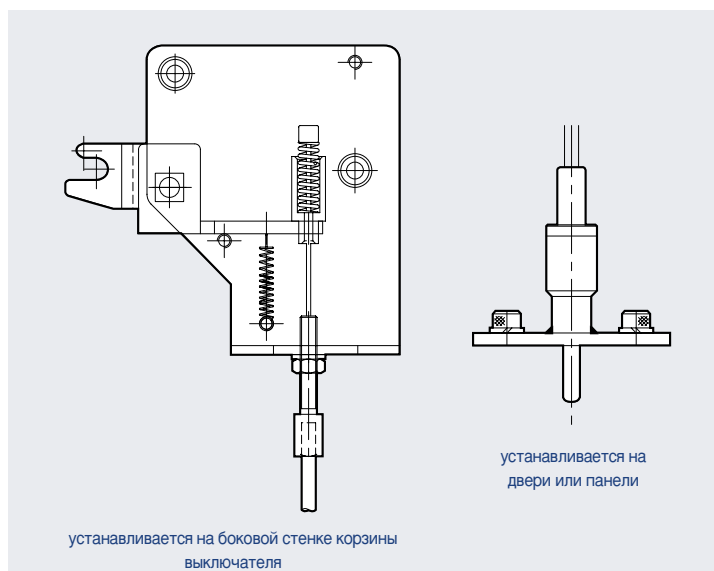 устанавливается на
двери или панели
устанавливается на боковой стенке корзины
выключателя